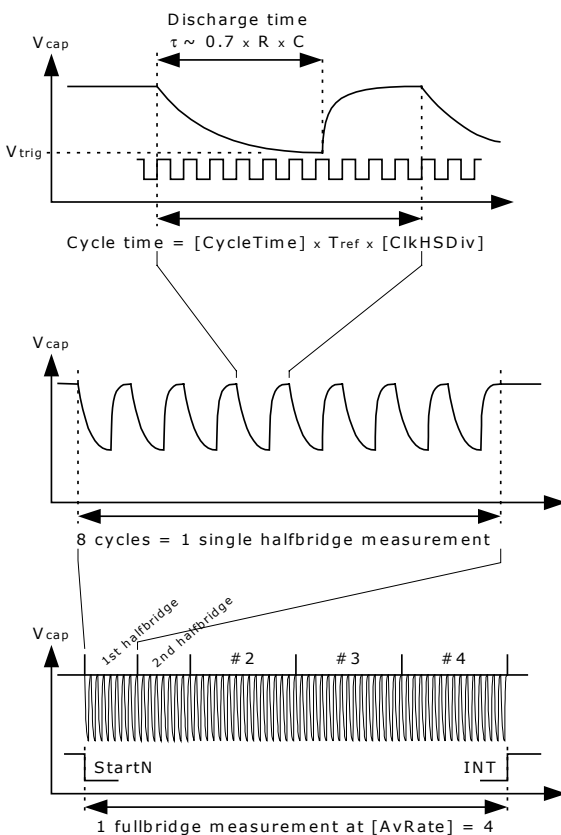 Discharge time
τ ~ 0.7 x R x C
Vcap
Vtrig
Cycle time = [CycleTime] x Tref x [ClkHSDiv]
Vcap
8 cycles = 1 single halfbridge measurement
1st halfbridge
2nd halfbridge
Vcap
#2
#3
#4
StartN
INT
1 fullbridge measurement at [AvRate] = 4